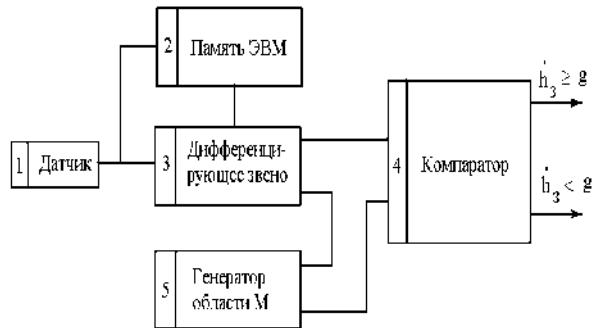 2 Память ЭВМ
1 Датчик
3 Дифференци-
рующее звено
4 Компаратор
ḣ₃ ≥ g
ḣ₃ < g
5 Генератор
области М